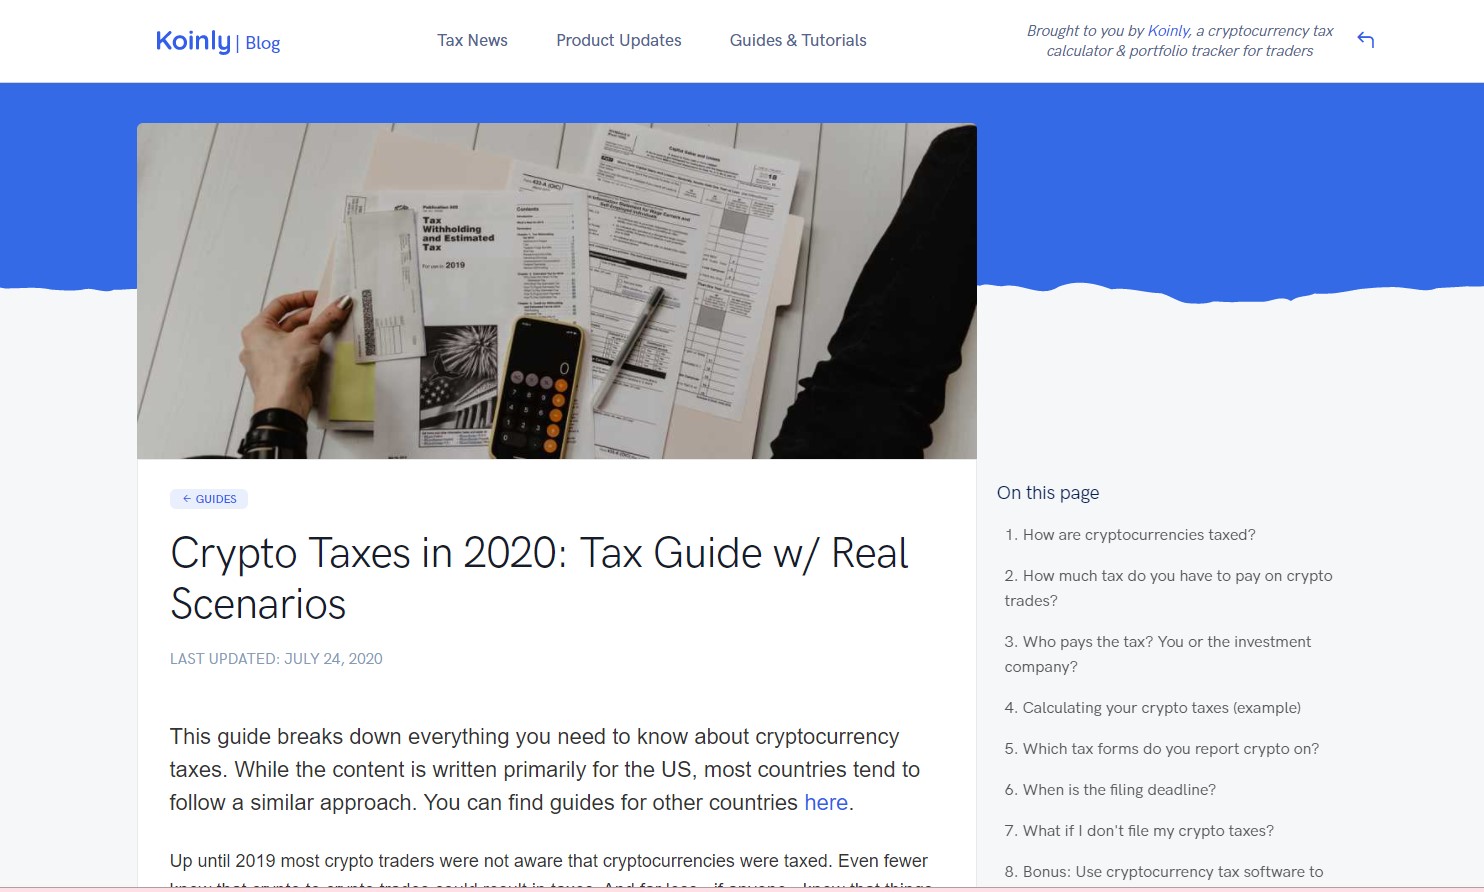 Koinly | Blog
Tax News
Product Updates
Guides & Tutorials
Brought to you by Koinly, a cryptocurrency tax
calculator & portfolio tracker for traders
Tax
Withholding
and Estimated
Tax
For use in 2019
Contents
0
← GUIDES
Crypto Taxes in 2020: Tax Guide w/ Real
Scenarios
LAST UPDATED: JULY 24, 2020
This guide breaks down everything you need to know about cryptocurrency
taxes. While the content is written primarily for the US, most countries tend to
follow a similar approach. You can find guides for other countries here.
Up until 2019 most crypto traders were not aware that cryptocurrencies were taxed. Even fewer
On this page
1. How are cryptocurrencies taxed?
2. How much tax do you have to pay on crypto
trades?
3. Who pays the tax? You or the investment
company?
4. Calculating your crypto taxes (example)
5. Which tax forms do you report crypto on?
6. When is the filing deadline?
7. What if I don't file my crypto taxes?
8. Bonus: Use cryptocurrency tax software to